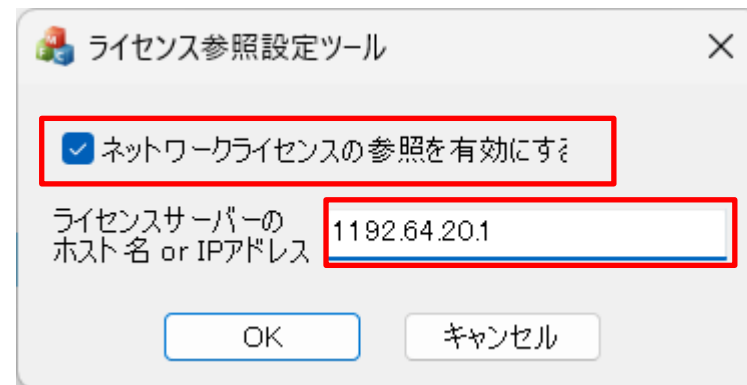 ライセンス参照設定ツール
ネットワークライセンスの参照を有効にする
ライセンスサーバーの
ホスト名 or IPアドレス
1192.64.20.1
OK
キャンセル